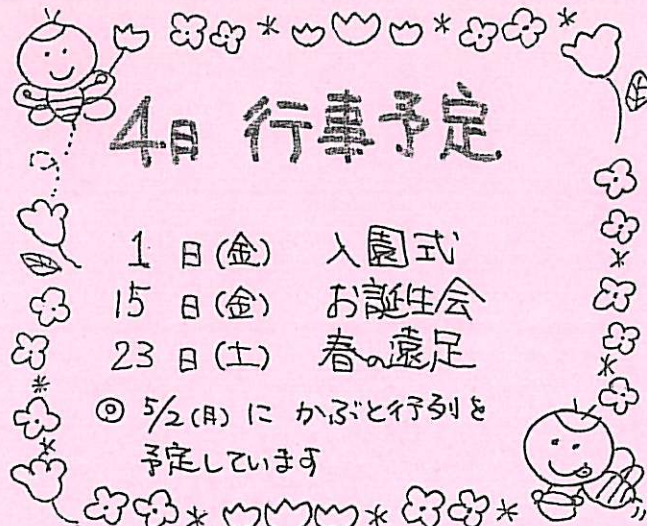 4月 行事予定
1 日(金) 入園式
15 日(金) お誕生会
23 日(土) 春の遠足
◎ 5/2(月)に かぶと行列を
予定しています